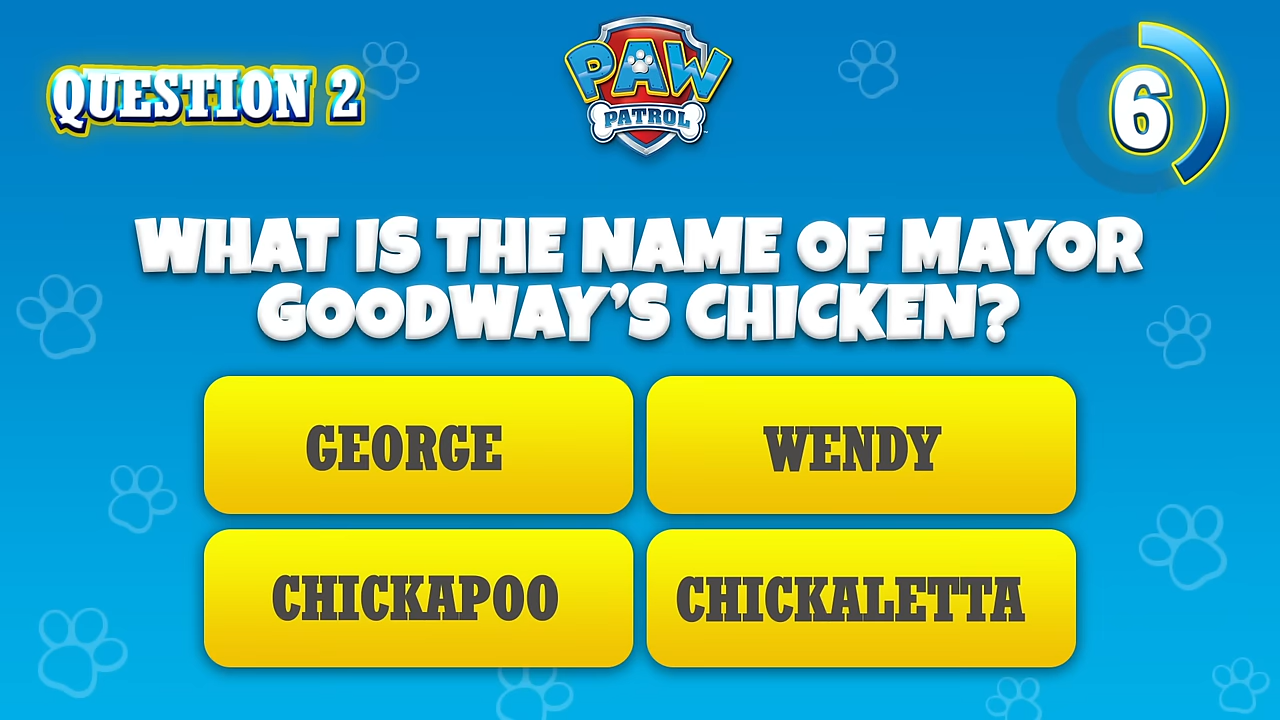 QUESTION 2
PAW
PATROL
6
WHAT IS THE NAME OF MAYOR
GOODWAY'S CHICKEN?
GEORGE
WENDY
CHICKAPOO
CHICKALETTA